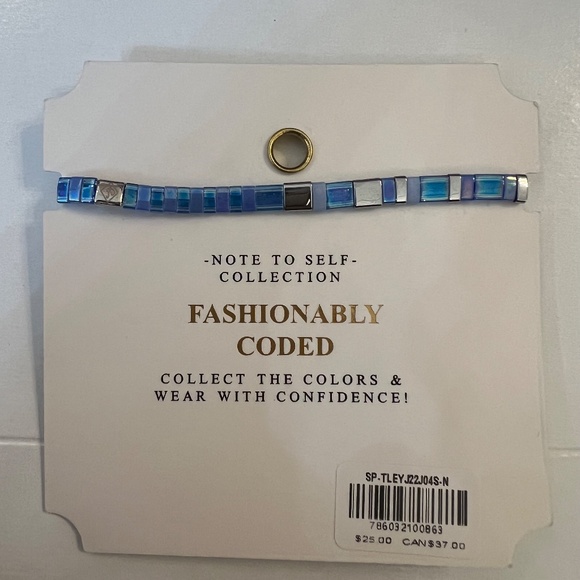 -NOTE TO SELF-
COLLECTION
FASHIONABLY
CODED
COLLECT THE COLORS &
WEAR WITH CONFIDENCE!
SP-TLEYJ22J04S-N
786032100863
$25.00 CAN$37.00